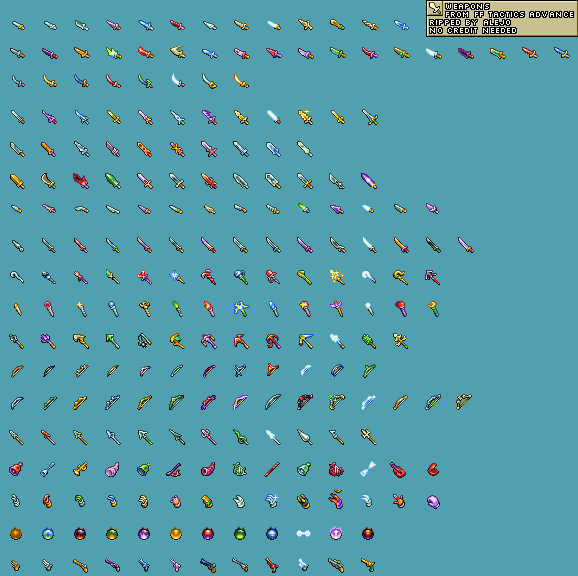 WEAPONS
FROM FF TACTICS ADVANCE
RIPPED BY ALEJO
NO CREDIT NEEDED